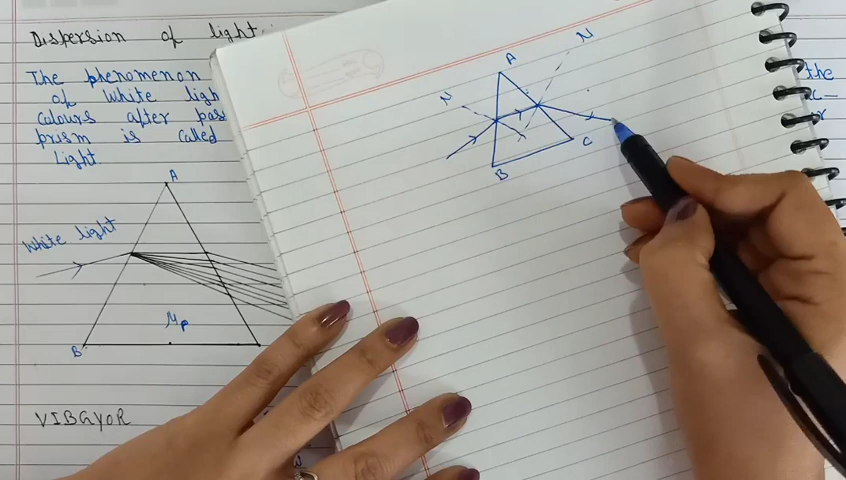 Dispersion of light
The phenomenon
of White ligh
colours after pas
prism is called
Light
A
White light
μp
B
VIBGYOR
A
N
N
B
C
the